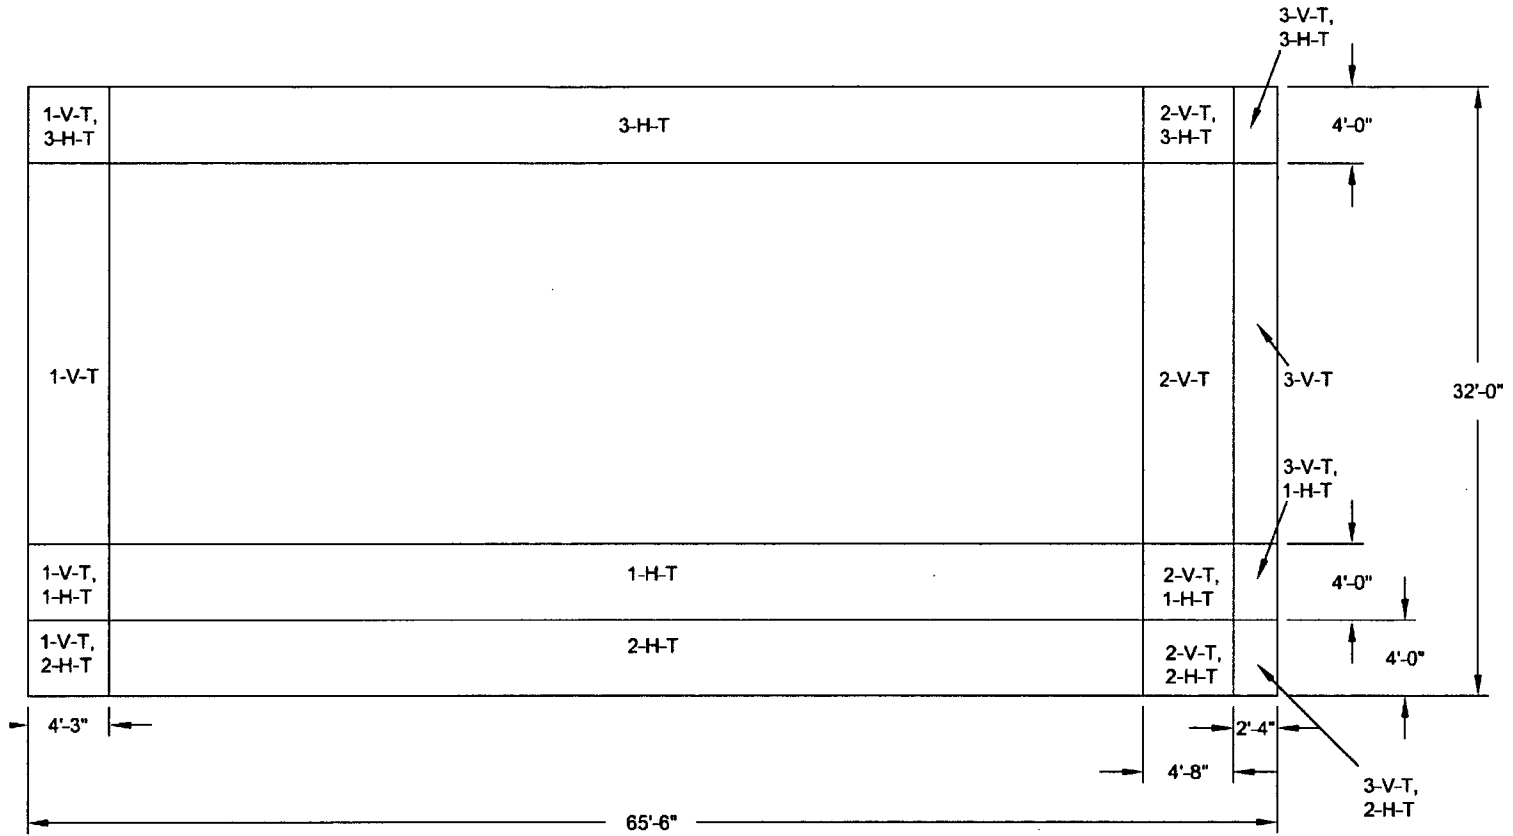 3-V-T,
3-H-T
1-V-T,
3-H-T
3-H-T
2-V-T,
3-H-T
4'-0"
1-V-T
2-V-T
3-V-T
32'-0"
3-V-T,
1-H-T
1-V-T,
1-H-T
1-H-T
2-V-T,
1-H-T
4'-0"
1-V-T,
2-H-T
2-H-T
2-V-T,
2-H-T
4'-0"
4'-3"
2'-4"
4'-8"
3-V-T,
2-H-T
65'-6"